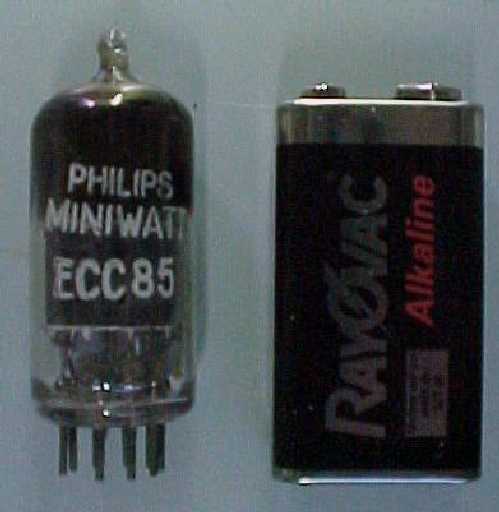 PHILIPS
MINIWATT
ECC85
RAYOVAC
Alkaline